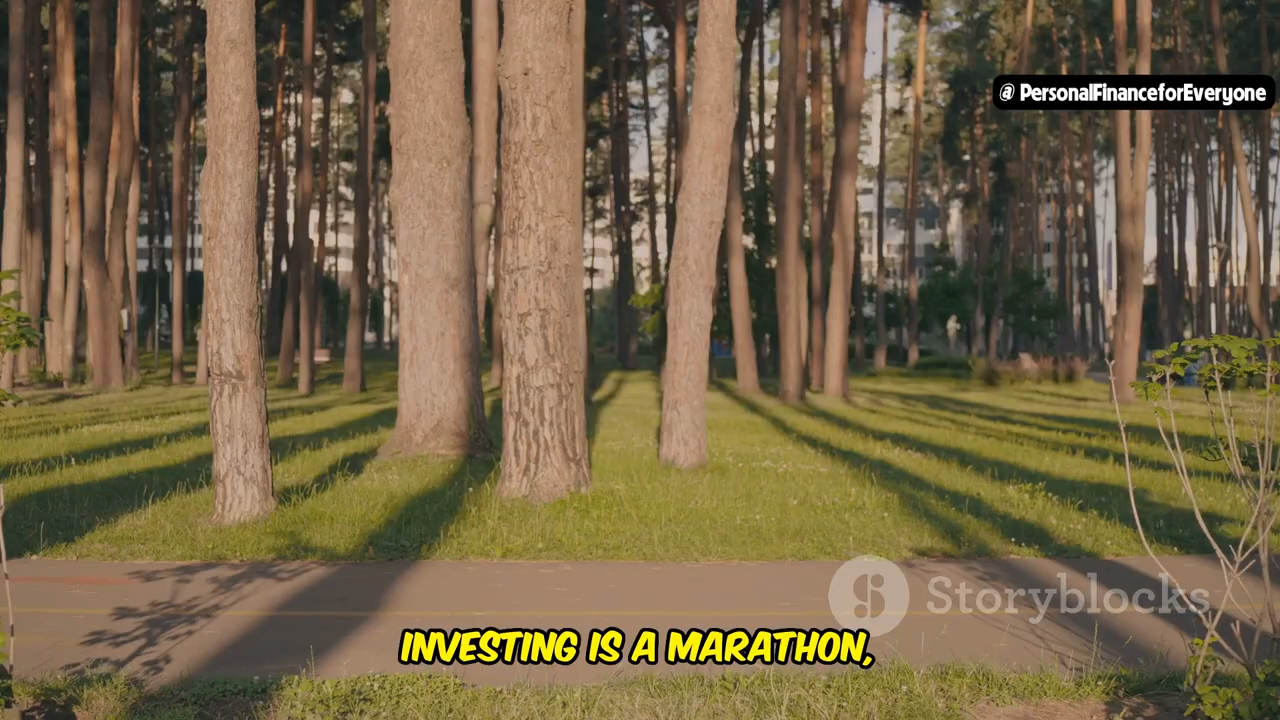 @ PersonalFinanceforEveryone
Storyblocks
INVESTING IS A MARATHON,